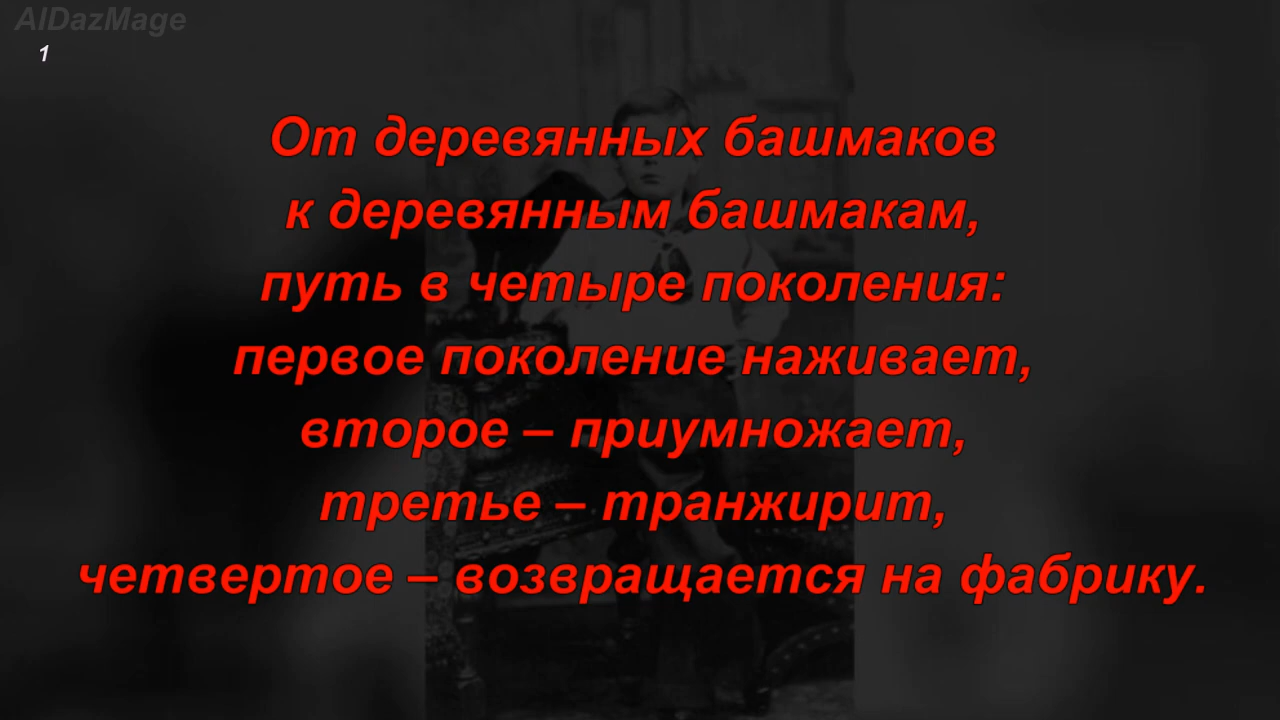 AIDazMage
1
От деревянных башмаков
к деревянным башмакам,
путь в четыре поколения:
первое поколение наживает,
второе – приумножает,
третье – транжирит,
четвертое – возвращается на фабрику.